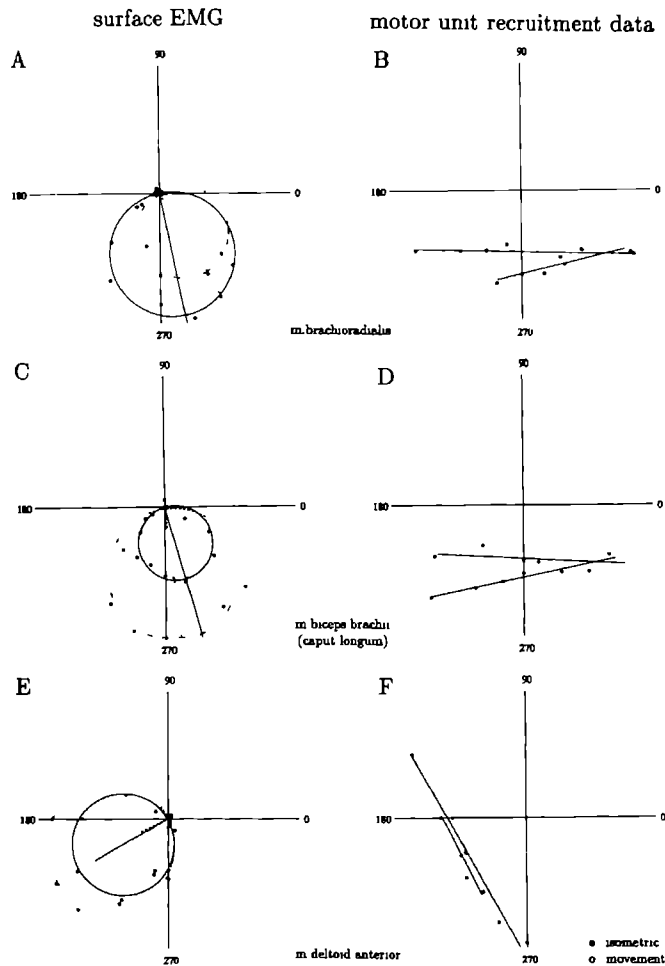 surface EMG
motor unit recruitment data
A
90
180
0
270
B
90
180
0
270
m.brachioradialis
C
90
180
0
270
D
90
180
0
270
m biceps brachii
(caput longum)
E
90
180
0
270
F
90
180
0
270
m deltoid anterior
isometric
movement